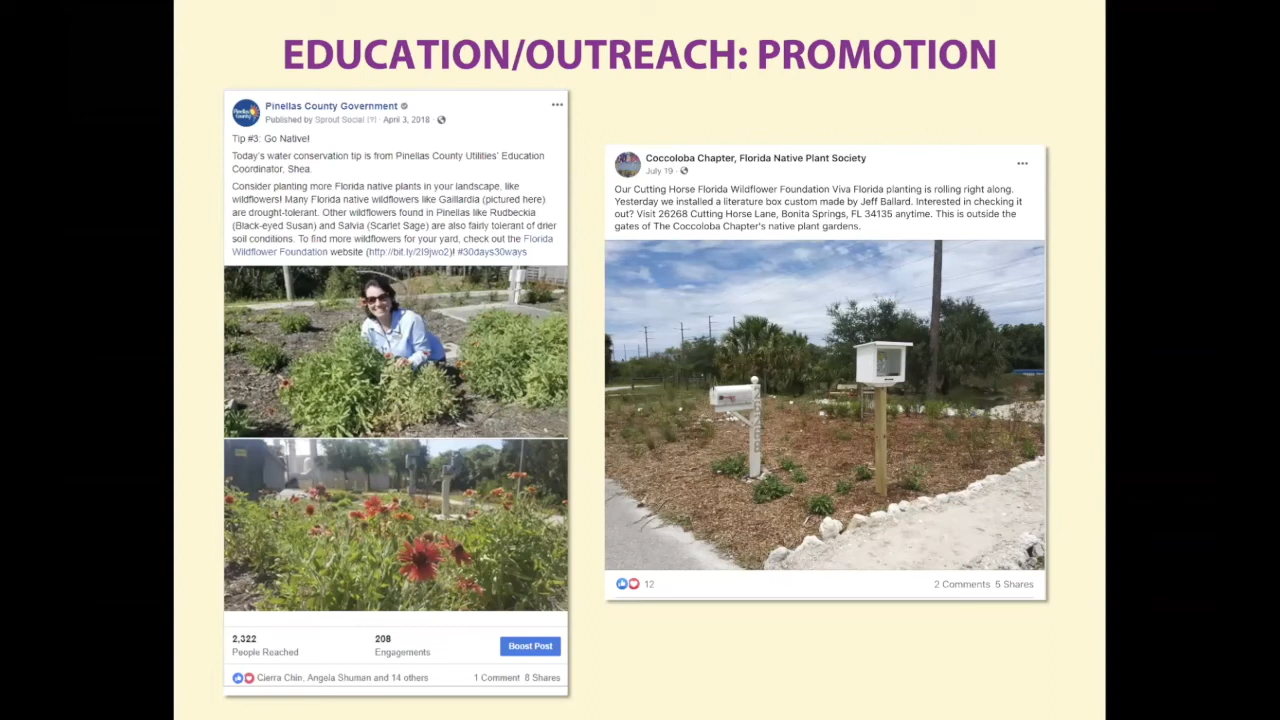 EDUCATION/OUTREACH: PROMOTION
Pinellas County Government
Published by Sprout Social [?] · April 3, 2018 ·
Tip #3: Go Native!
Today's water conservation tip is from Pinellas County Utilities' Education
Coordinator, Shea.
Consider planting more Florida native plants in your landscape, like
wildflowers! Many Florida native wildflowers like Gaillardia (pictured here)
are drought-tolerant. Other wildflowers found in Pinellas like Rudbeckia
(Black-eyed Susan) and Salvia (Scarlet Sage) are also fairly tolerant of drier
soil conditions. To find more wildflowers for your yard, check out the Florida
Wildflower Foundation website (http://bit.ly/2I9jwo2)! #30days30ways
2,322
People Reached
208
Engagements
Boost Post
Cierra Chin, Angela Shuman and 14 others
1 Comment 8 Shares
Coccoloba Chapter, Florida Native Plant Society
July 19 ·
Our Cutting Horse Florida Wildflower Foundation Viva Florida planting is rolling right along.
Yesterday we installed a literature box custom made by Jeff Ballard. Interested in checking it
out? Visit 26268 Cutting Horse Lane, Bonita Springs, FL 34135 anytime. This is outside the
gates of The Coccoloba Chapter's native plant gardens.
12
2 Comments 5 Shares